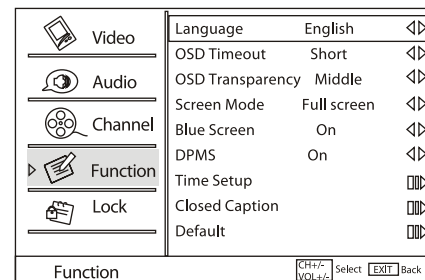 Video
Audio
Channel
Function
Lock
Language English
OSD Timeout Short
OSD Transparency Middle
Screen Mode Full screen
Blue Screen On
DPMS On
Time Setup
Closed Caption
Default
Function
CH+/-
VOL+/- Select EXIT Back